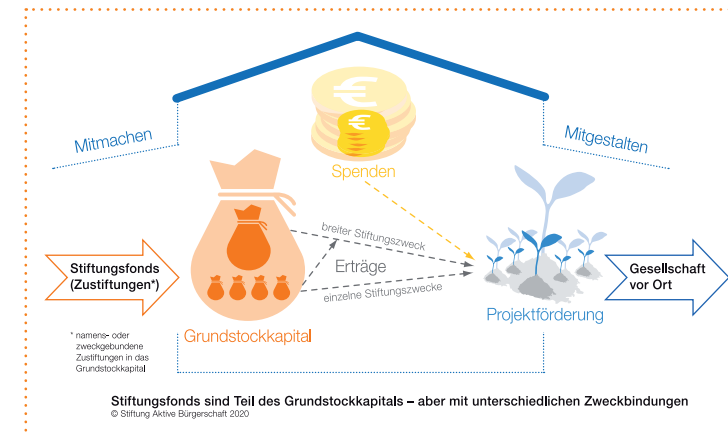 Mitmachen
Mitgestalten
€
€
Spenden
breiter Stiftungszweck
Erträge
einzelne Stiftungszwecke
Stiftungsfonds
(Zustiftungen*)
Gesellschaft
vor Ort
Projektförderung
Grundstockkapital
* namens- oder
zweckgebundene
Zustiftungen in das
Grundstockkapital
Stiftungsfonds sind Teil des Grundstockkapitals – aber mit unterschiedlichen Zweckbindungen
© Stiftung Aktive Bürgerschaft 2020